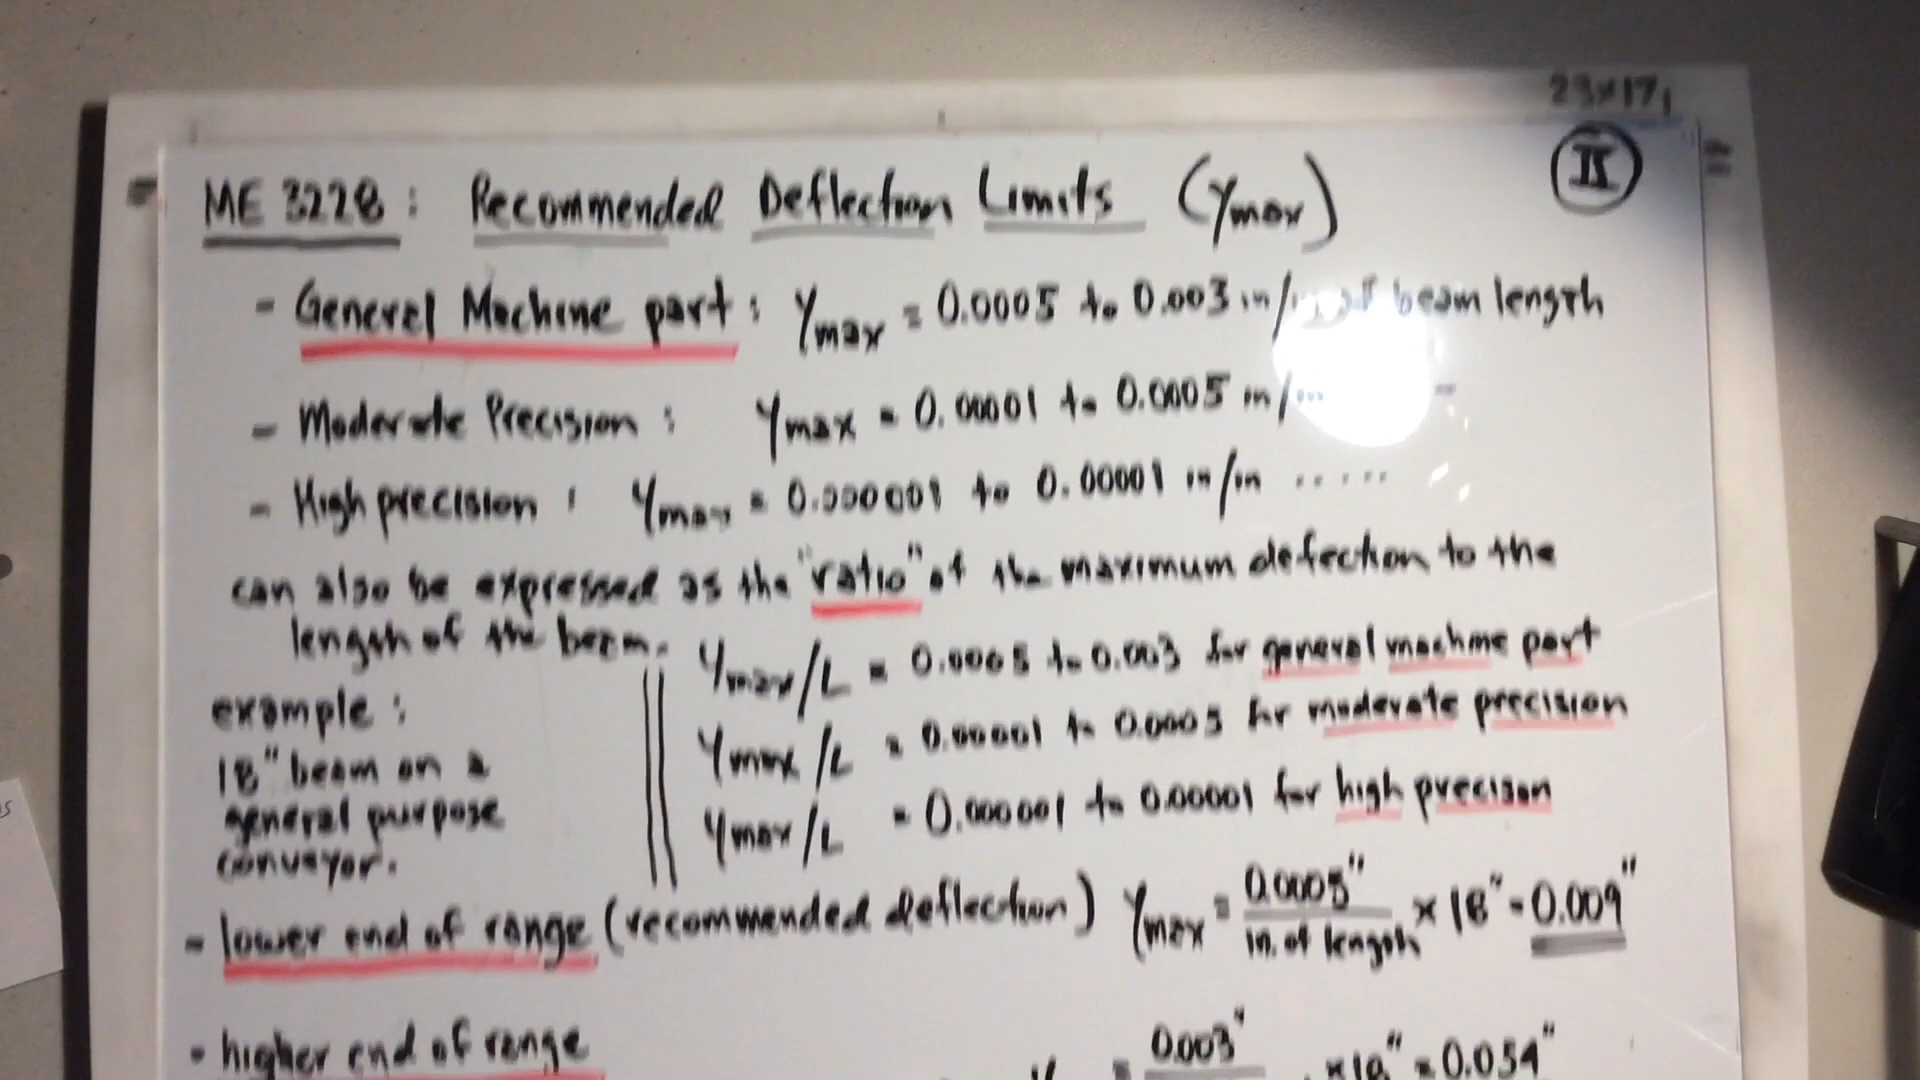 23x17
II
ME 3228: Recommended Deflection Limits (Ymax)
- General Machine part: Ymax = 0.0005 to 0.003 in/ of beam length
- Moderate Precision: Ymax = 0.00001 to 0.0005 in/in
- High precision: Ymax = 0.000001 to 0.00001 in/in .....
can also be expressed as the "ratio" of the maximum defection to the
length of the beam.
Ymax/L = 0.0005 to 0.003 for general machine part
Ymax/L = 0.00001 to 0.0005 for moderate precision
Ymax/L = 0.000001 to 0.00001 for high precison
example:
18" beam on a
general purpose
conveyor.
- lower end of range (recommended deflection) Ymax = 0.0005" / in. of length x 18" = 0.009"
- higher end of range
= 0.003" x 18" = 0.054"